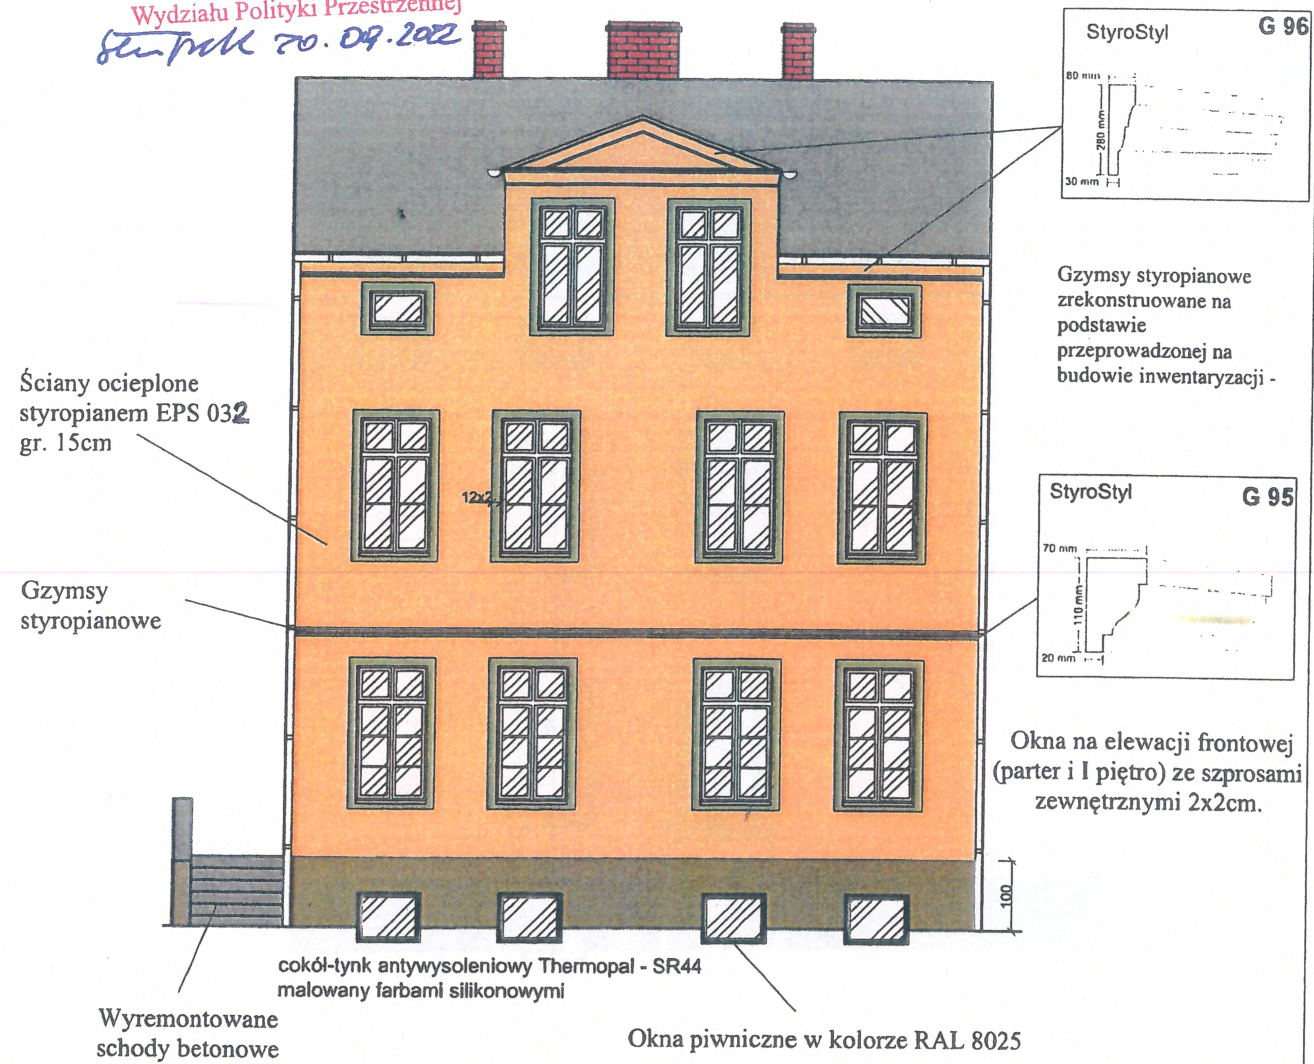 Wydziału Polityki Przestrzennej
70.09.2022
StyroStyl G 96
80 mm
280 mm
30 mm
Gzymsy styropianowe
zrekonstruowane na
podstawie
przeprowadzonej na
budowie inwentaryzacji -
Ściany ocieplone
styropianem EPS 032
gr. 15cm
12x2
StyroStyl G 95
70 mm
110 mm
20 mm
Gzymsy
styropianowe
Okna na elewacji frontowej
(parter i I piętro) ze szprosami
zewnętrznymi 2x2cm.
100
cokół-tynk antywysoleniowy Thermopal - SR44
malowany farbami silikonowymi
Wyremontowane
schody betonowe
Okna piwniczne w kolorze RAL 8025